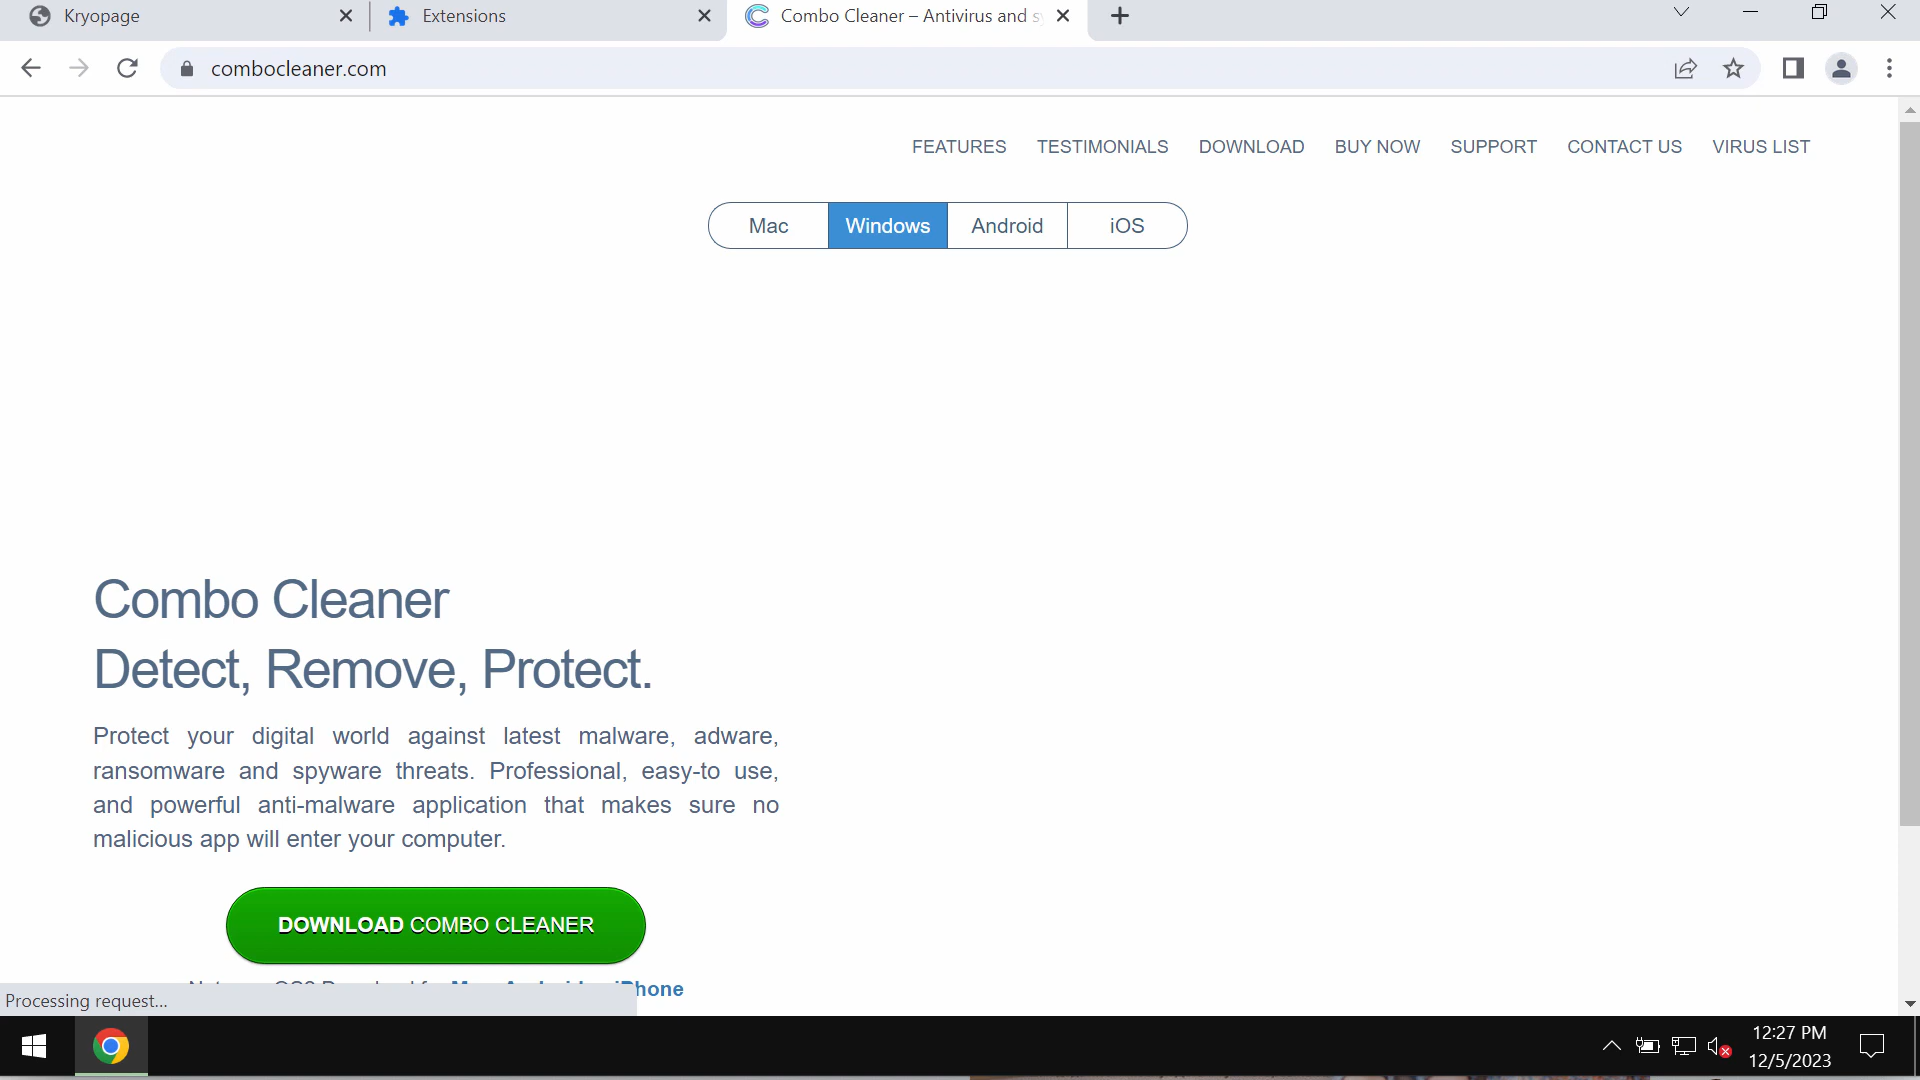 Kryopage
Extensions
Combo Cleaner – Antivirus and
combocleaner.com
FEATURES TESTIMONIALS DOWNLOAD BUY NOW SUPPORT CONTACT US VIRUS LIST
Mac Windows Android iOS
Combo Cleaner
Detect, Remove, Protect.
Protect your digital world against latest malware, adware,
ransomware and spyware threats. Professional, easy-to use,
and powerful anti-malware application that makes sure no
malicious app will enter your computer.
DOWNLOAD COMBO CLEANER
Processing request...
12:27 PM
12/5/2023